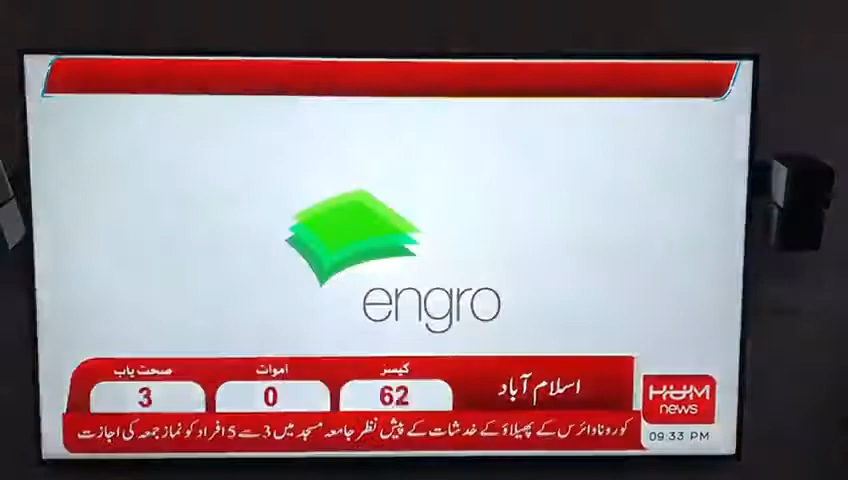 engro
صحت یاب اموات کیسز
3 0 62 اسلام آباد
HUM
news
کورونا وائرس کے پھیلاؤ کے خدشات کے پیش نظر جامعہ مسجد میں 3 سے 5 افراد کو نماز جمعہ کی اجازت
09:33 PM